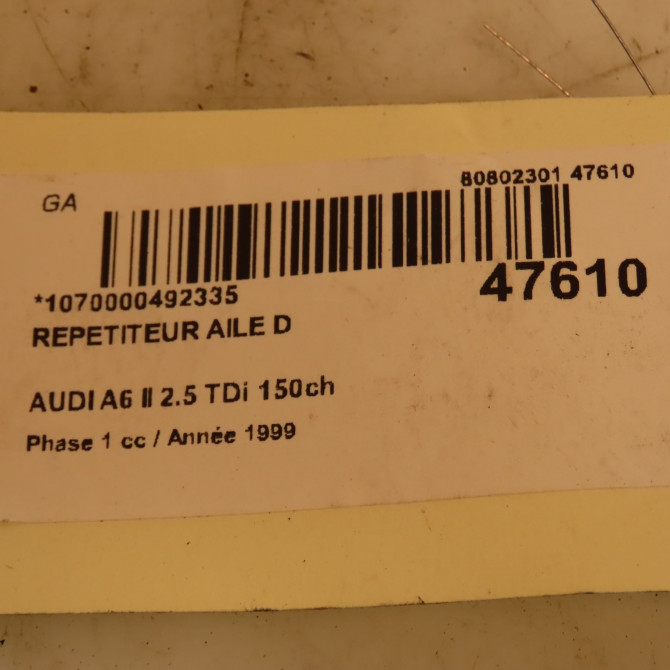 GA
80802301 47610
*1070000492335
47610
REPETITEUR AILE D
AUDI A6 II 2.5 TDi 150ch
Phase 1 cc / Année 1999